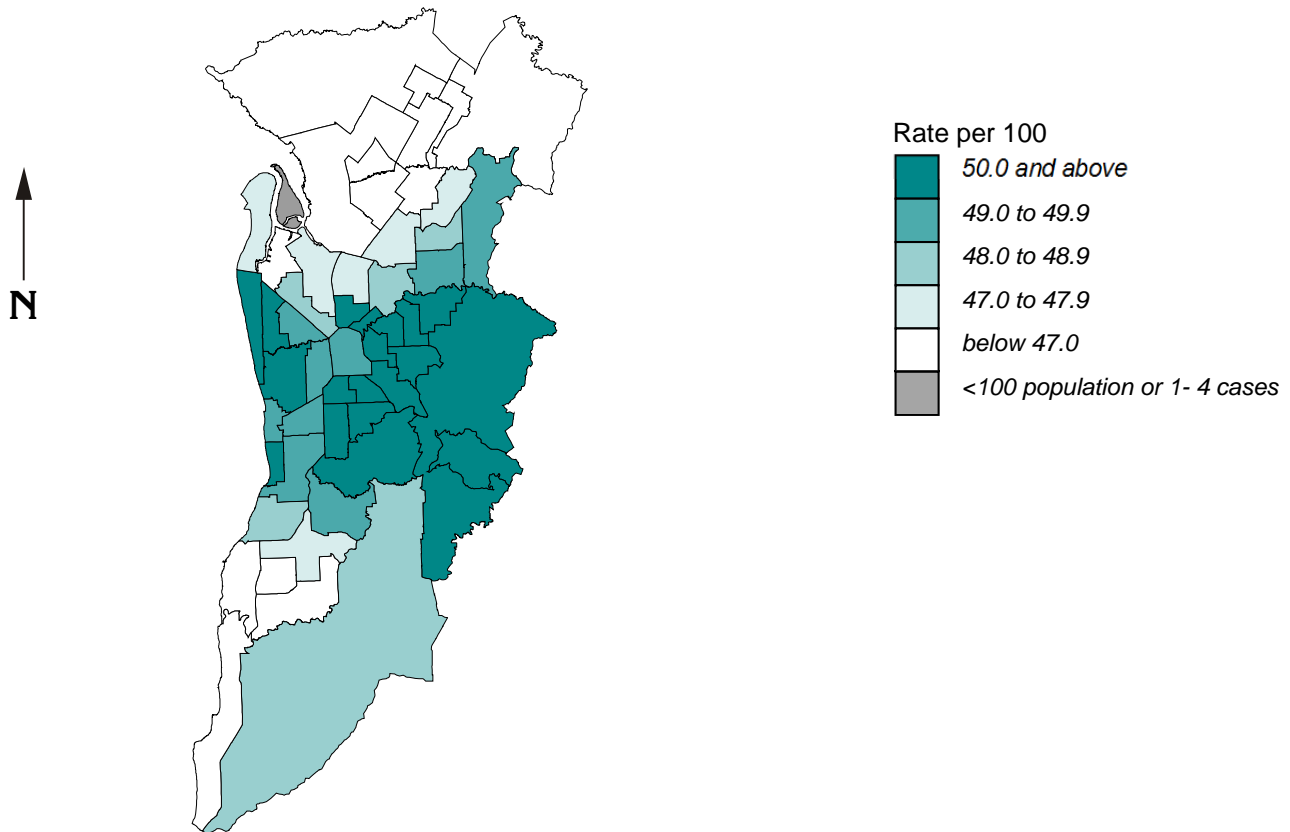 Rate per 100
50.0 and above
49.0 to 49.9
48.0 to 48.9
47.0 to 47.9
below 47.0
<100 population or 1- 4 cases
N